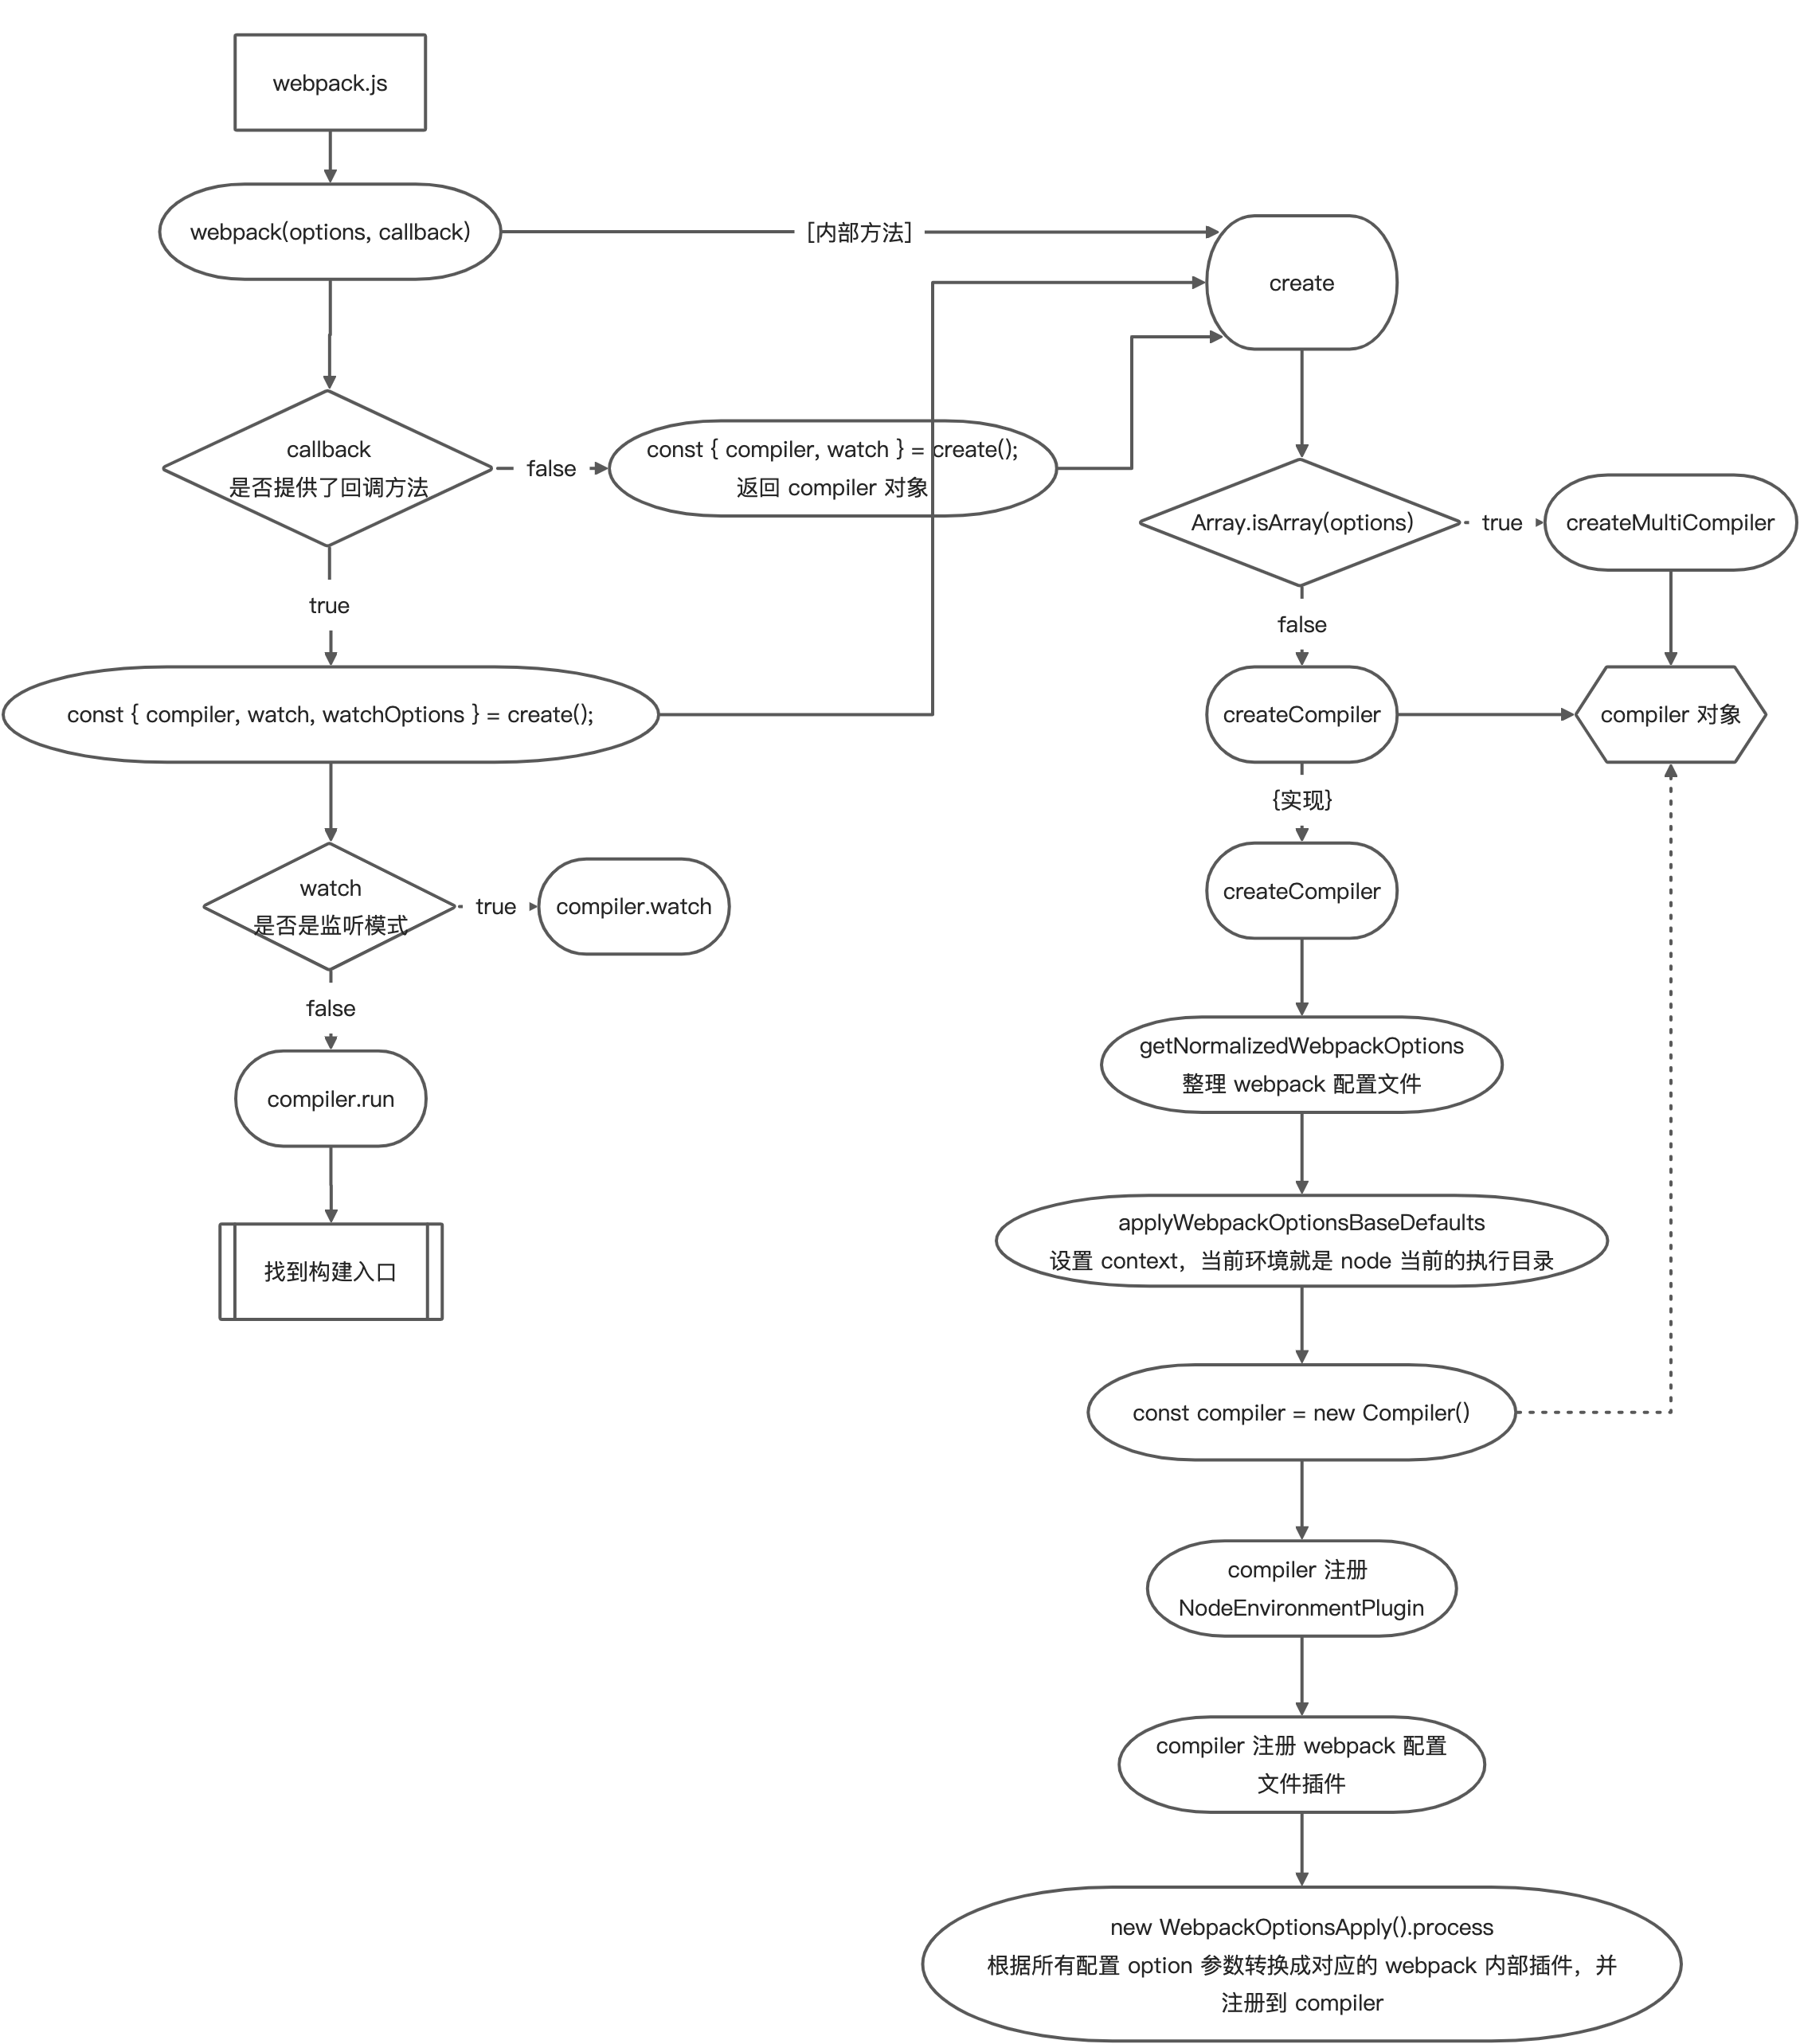 webpack.js
webpack(options, callback)
[内部方法]
create
callback
是否提供了回调方法
false
const { compiler, watch } = create();
返回 compiler 对象
Array.isArray(options)
true
createMultiCompiler
true
false
const { compiler, watch, watchOptions } = create();
createCompiler
compiler 对象
{实现}
watch
是否是监听模式
true
compiler.watch
createCompiler
false
getNormalizedWebpackOptions
整理 webpack 配置文件
compiler.run
applyWebpackOptionsBaseDefaults
设置 context，当前环境就是 node 当前的执行目录
找到构建入口
const compiler = new Compiler()
compiler 注册
NodeEnvironmentPlugin
compiler 注册 webpack 配置
文件插件
new WebpackOptionsApply().process
根据所有配置 option 参数转换成对应的 webpack 内部插件，并
注册到 compiler